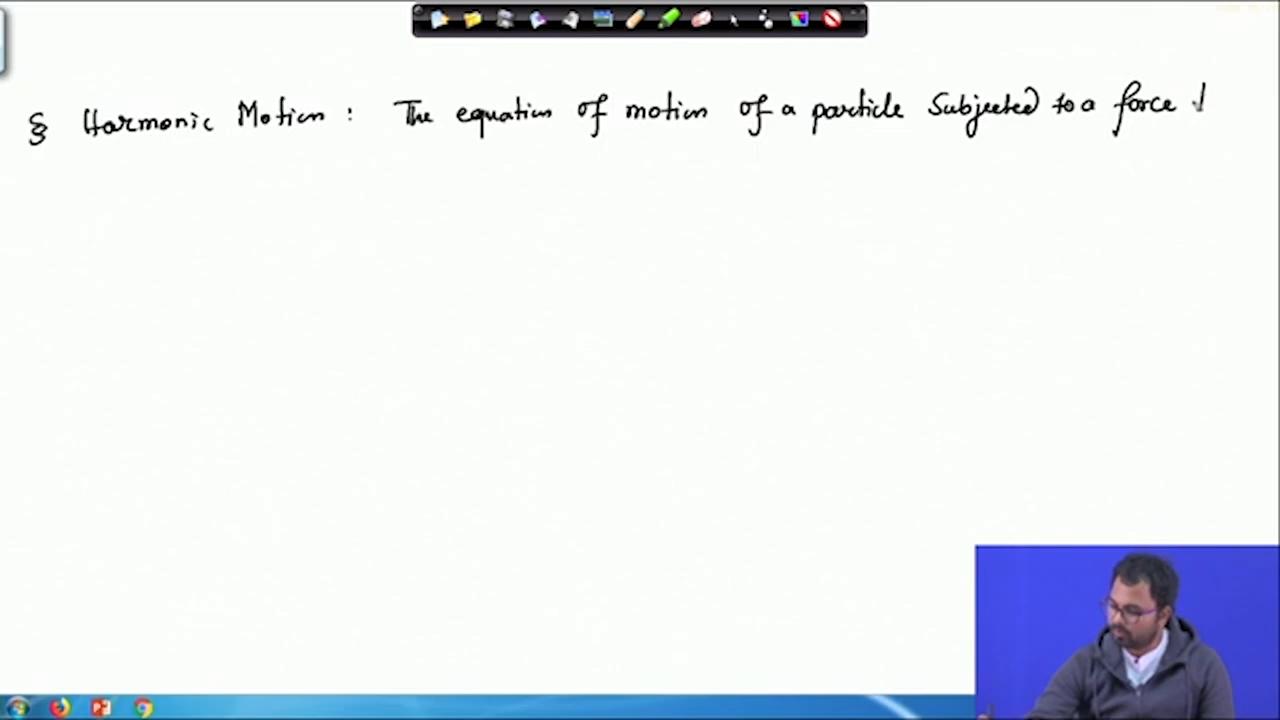 § Harmonic Motion : The equation of motion of a particle Subjected to a force